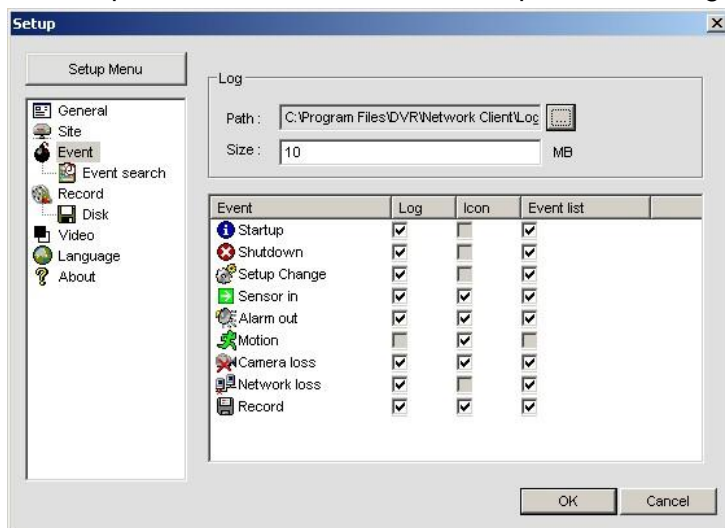 Setup
Setup Menu
General
Site
Event
Event search
Record
Disk
Video
Language
About
Log
Path : C:\Program Files\DVR\Network Client\Log ...
Size : 10 MB
Event Log Icon Event list
Startup
Shutdown
Setup Change
Sensor in
Alarm out
Motion
Camera loss
Network loss
Record
OK Cancel